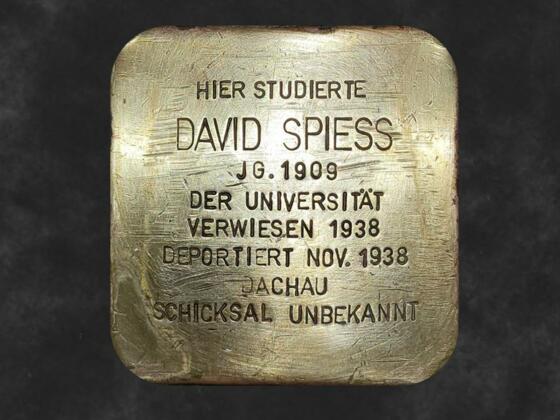 HIER STUDIERTE
DAVID SPIESS
JG. 1909
DER UNIVERSITÄT
VERWIESEN 1938
DEPORTIERT NOV. 1938
DACHAU
SCHICKSAL UNBEKANNT